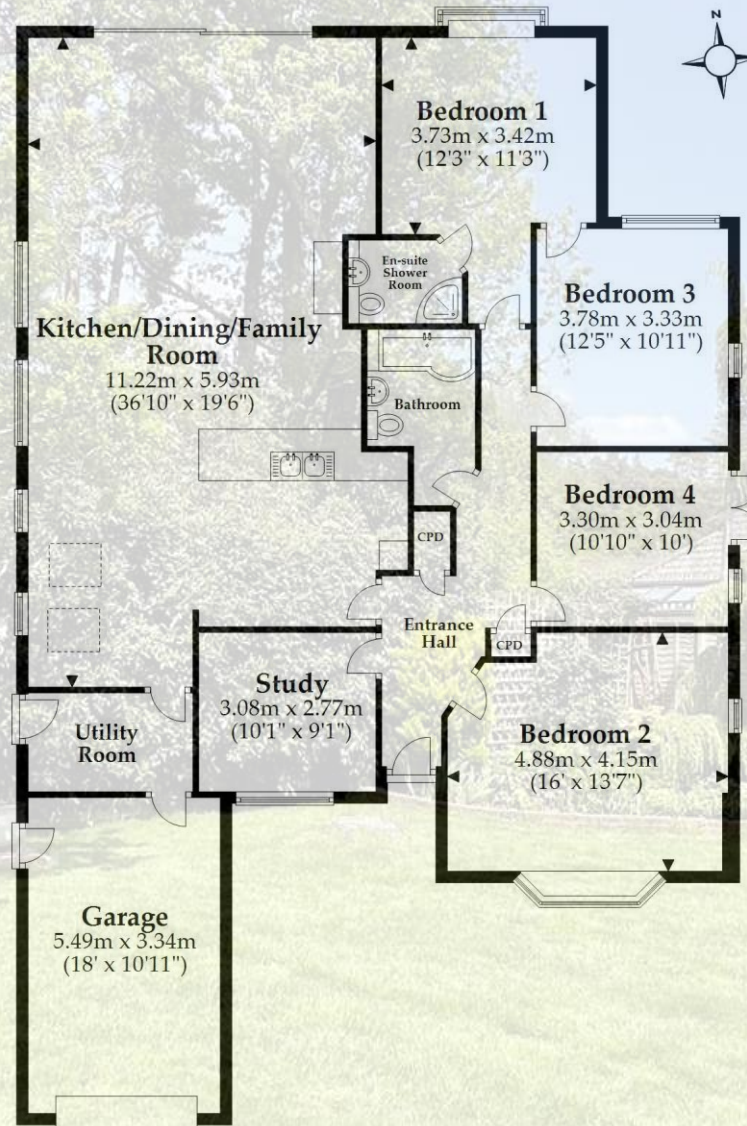 N
Bedroom 1
3.73m x 3.42m
(12'3" x 11'3")
En-suite
Shower
Room
Bedroom 3
3.78m x 3.33m
(12'5" x 10'11")
Kitchen/Dining/Family
Room
11.22m x 5.93m
(36'10" x 19'6")
Bathroom
Bedroom 4
3.30m x 3.04m
(10'10" x 10')
CPD
Entrance
Hall
CPD
Study
3.08m x 2.77m
(10'1" x 9'1")
Utility
Room
Bedroom 2
4.88m x 4.15m
(16' x 13'7")
Garage
5.49m x 3.34m
(18' x 10'11")